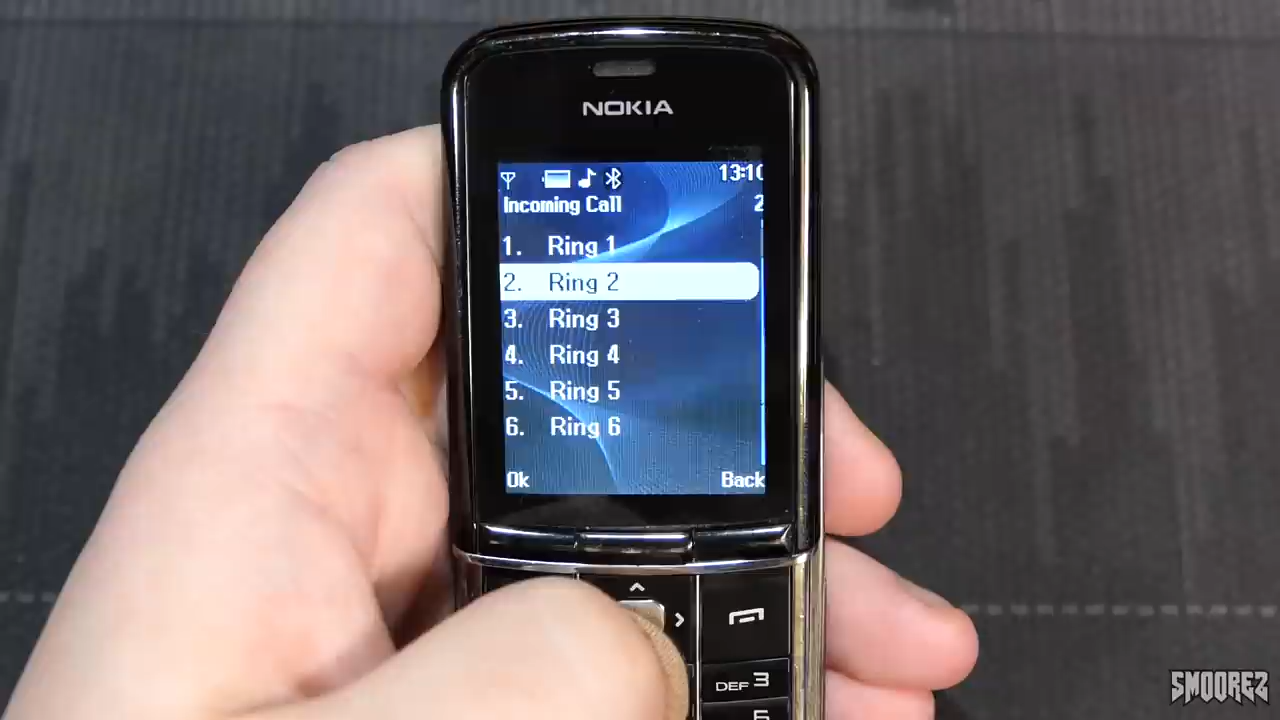 NOKIA
13:10
Incoming Call 2
1. Ring 1
2. Ring 2
3. Ring 3
4. Ring 4
5. Ring 5
6. Ring 6
Ok Back
DEF 3
SMOOREZ